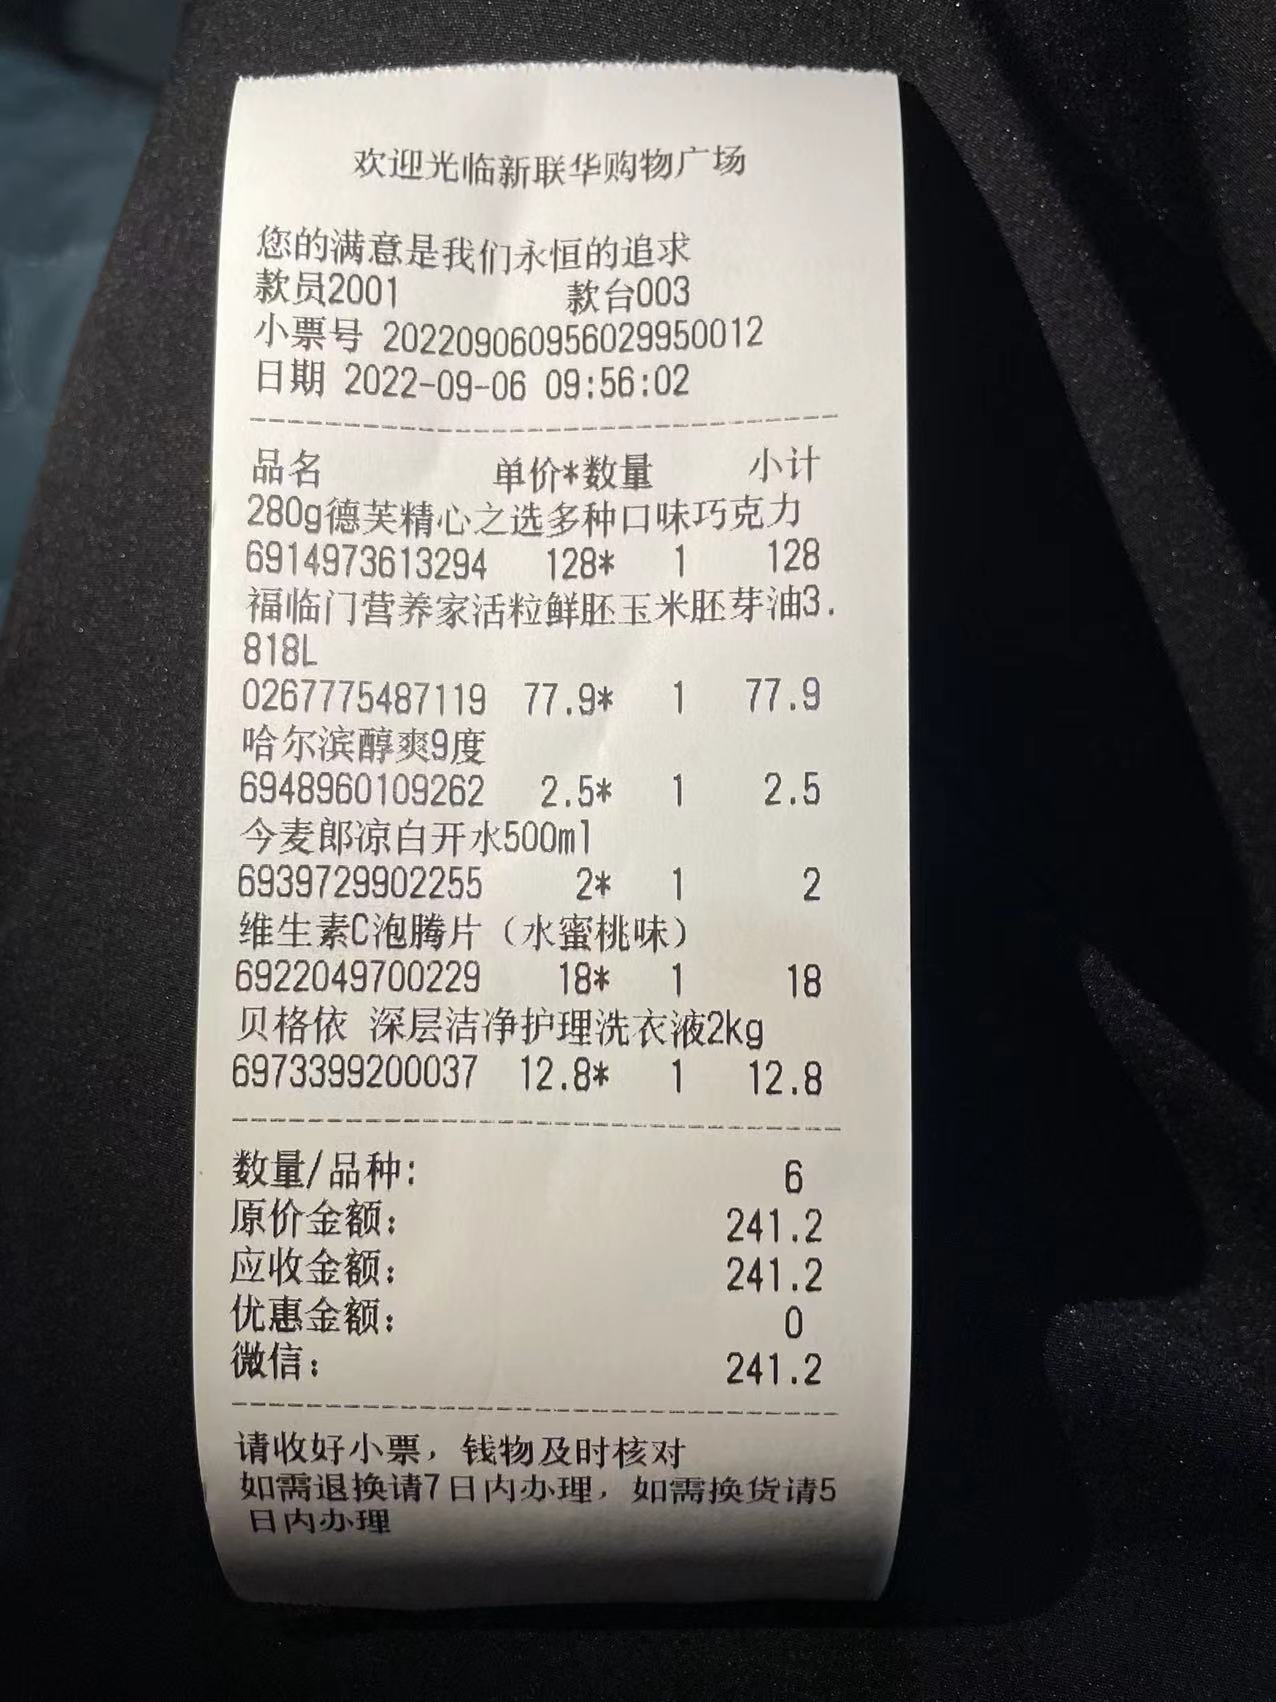 欢迎光临新联华购物广场
您的满意是我们永恒的追求
款员2001 款台003
小票号 202209060956029950012
日期 2022-09-06 09:56:02
品名 单价*数量 小计
280g德芙精心之选多种口味巧克力
6914973613294 128* 1 128
福临门营养家活粒鲜胚玉米胚芽油3.
818L
0267775487119 77.9* 1 77.9
哈尔滨醇爽9度
6948960109262 2.5* 1 2.5
今麦郎凉白开水500ml
6939729902255 2* 1 2
维生素C泡腾片（水蜜桃味）
6922049700229 18* 1 18
贝格依 深层洁净护理洗衣液2kg
6973399200037 12.8* 1 12.8
数量/品种: 6
原价金额: 241.2
应收金额: 241.2
优惠金额: 0
微信: 241.2
请收好小票，钱物及时核对
如需退换请7日内办理，如需换货请5
日内办理